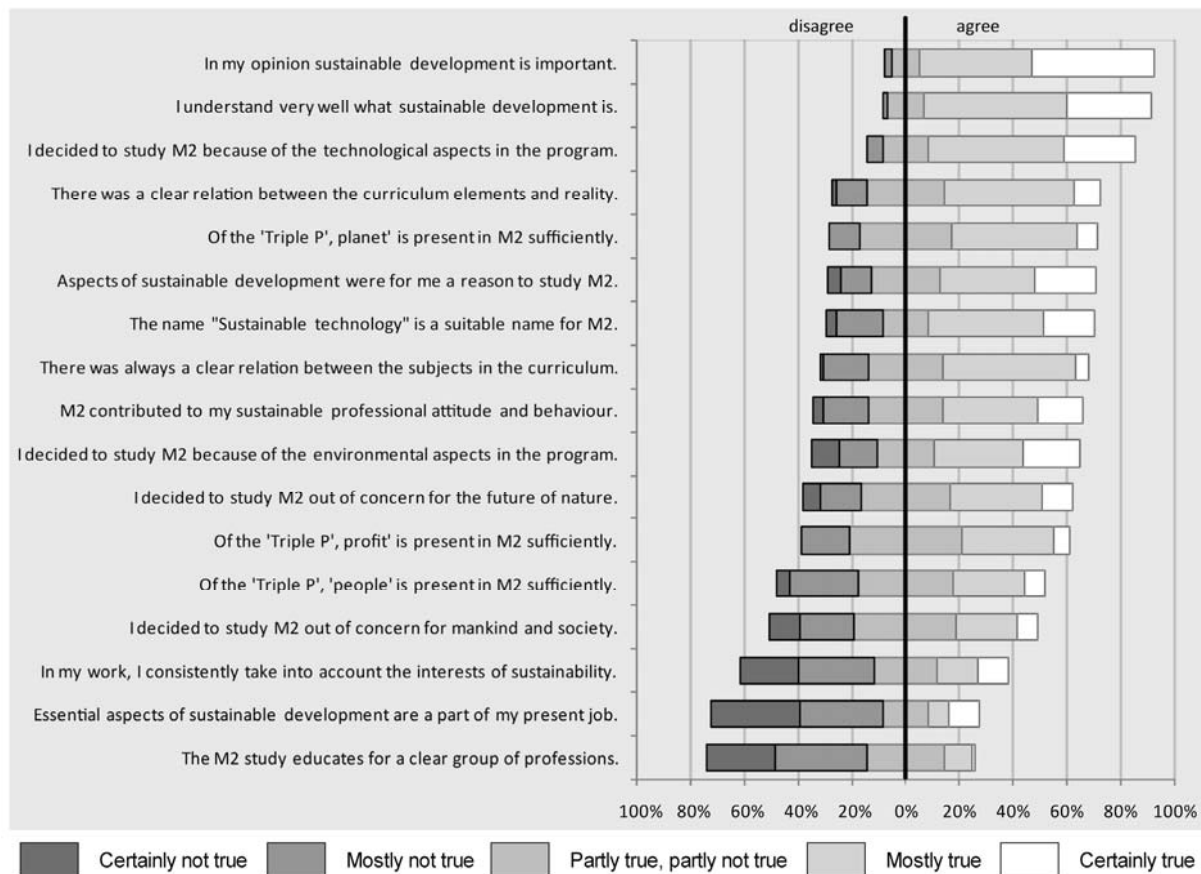 disagree agree
In my opinion sustainable development is important.
I understand very well what sustainable development is.
I decided to study M2 because of the technological aspects in the program.
There was a clear relation between the curriculum elements and reality.
Of the 'Triple P', planet' is present in M2 sufficiently.
Aspects of sustainable development were for me a reason to study M2.
The name "Sustainable technology" is a suitable name for M2.
There was always a clear relation between the subjects in the curriculum.
M2 contributed to my sustainable professional attitude and behaviour.
I decided to study M2 because of the environmental aspects in the program.
I decided to study M2 out of concern for the future of nature.
Of the 'Triple P', profit' is present in M2 sufficiently.
Of the 'Triple P', 'people' is present in M2 sufficiently.
I decided to study M2 out of concern for mankind and society.
In my work, I consistently take into account the interests of sustainability.
Essential aspects of sustainable development are a part of my present job.
The M2 study educates for a clear group of professions.
100% 80% 60% 40% 20% 0% 20% 40% 60% 80% 100%
Certainly not true Mostly not true Partly true, partly not true Mostly true Certainly true